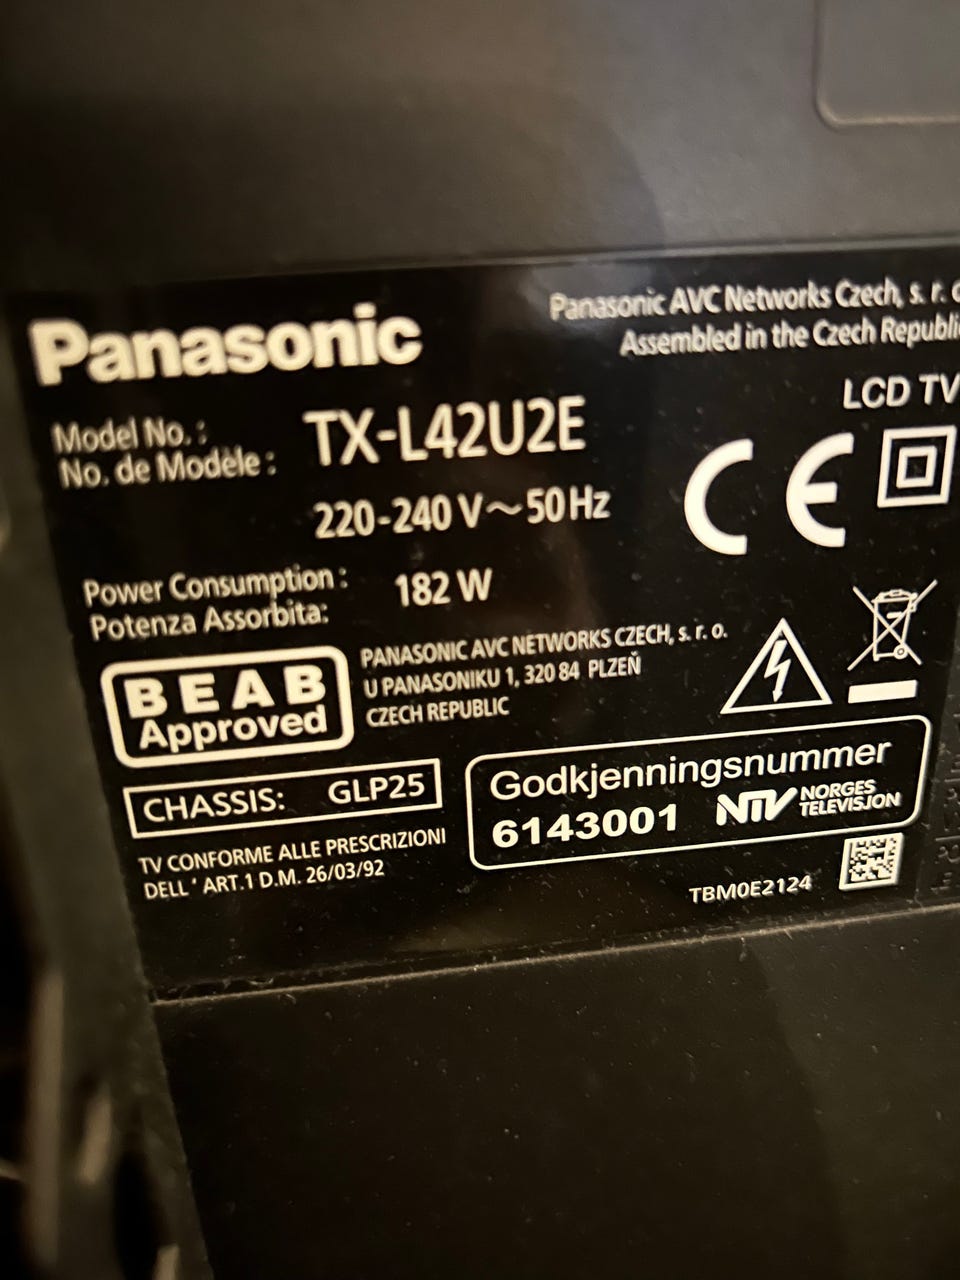 Panasonic
Panasonic AVC Networks Czech, s. r. o
Assembled in the Czech Republic
LCD TV
Model No. :
No. de Modèle :
TX-L42U2E
220-240 V～50 Hz
CE
Power Consumption :
Potenza Assorbita:
182 W
BEAB
Approved
PANASONIC AVC NETWORKS CZECH, s. r. o.
U PANASONIKU 1, 320 84 PLZEŇ
CZECH REPUBLIC
CHASSIS: GLP25
Godkjenningsnummer
6143001 NTV NORGES
TELEVISJON
TV CONFORME ALLE PRESCRIZIONI
DELL ' ART.1 D.M. 26/03/92
TBM0E2124